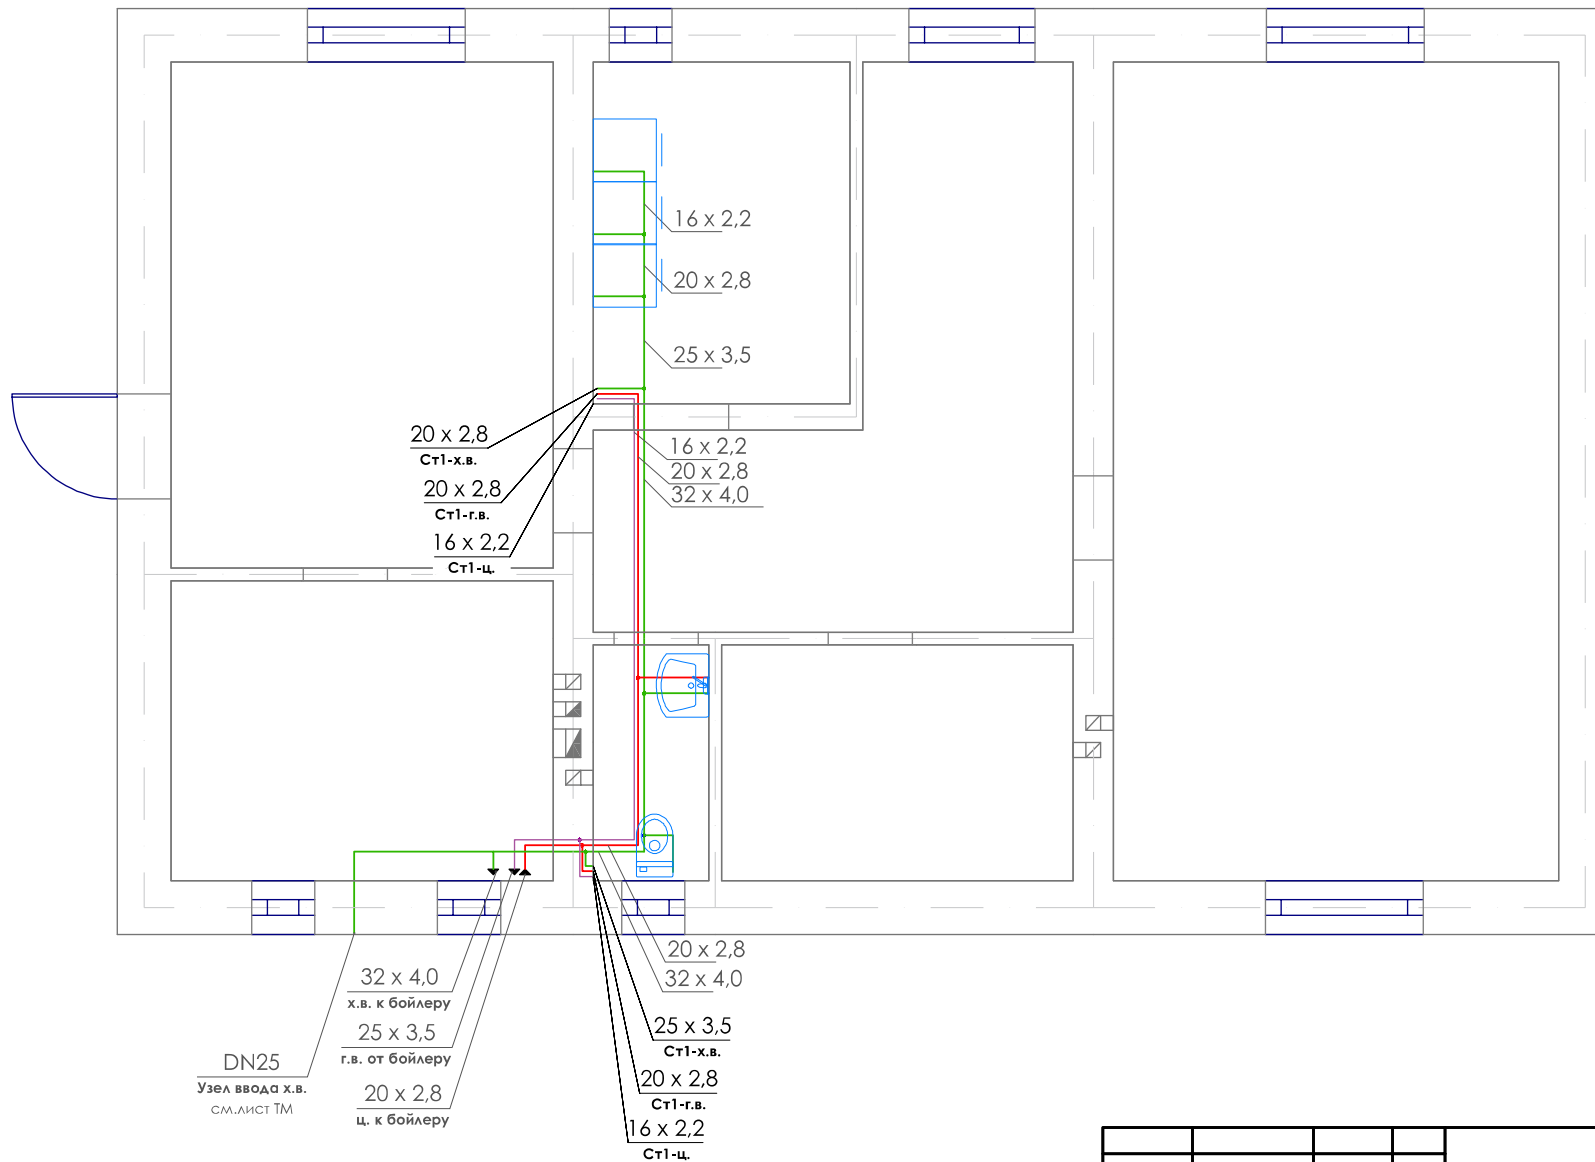 16 x 2,2
20 x 2,8
25 x 3,5
20 x 2,8
Ст1-х.в.
20 x 2,8
Ст1-г.в.
16 x 2,2
Ст1-ц.
16 x 2,2
20 x 2,8
32 x 4,0
20 x 2,8
32 x 4,0
32 x 4,0
х.в. к бойлеру
25 x 3,5
г.в. от бойлеру
DN25
Узел ввода х.в.
см.лист ТМ
20 x 2,8
ц. к бойлеру
25 x 3,5
Ст1-х.в.
20 x 2,8
Ст1-г.в.
16 x 2,2
Ст1-ц.